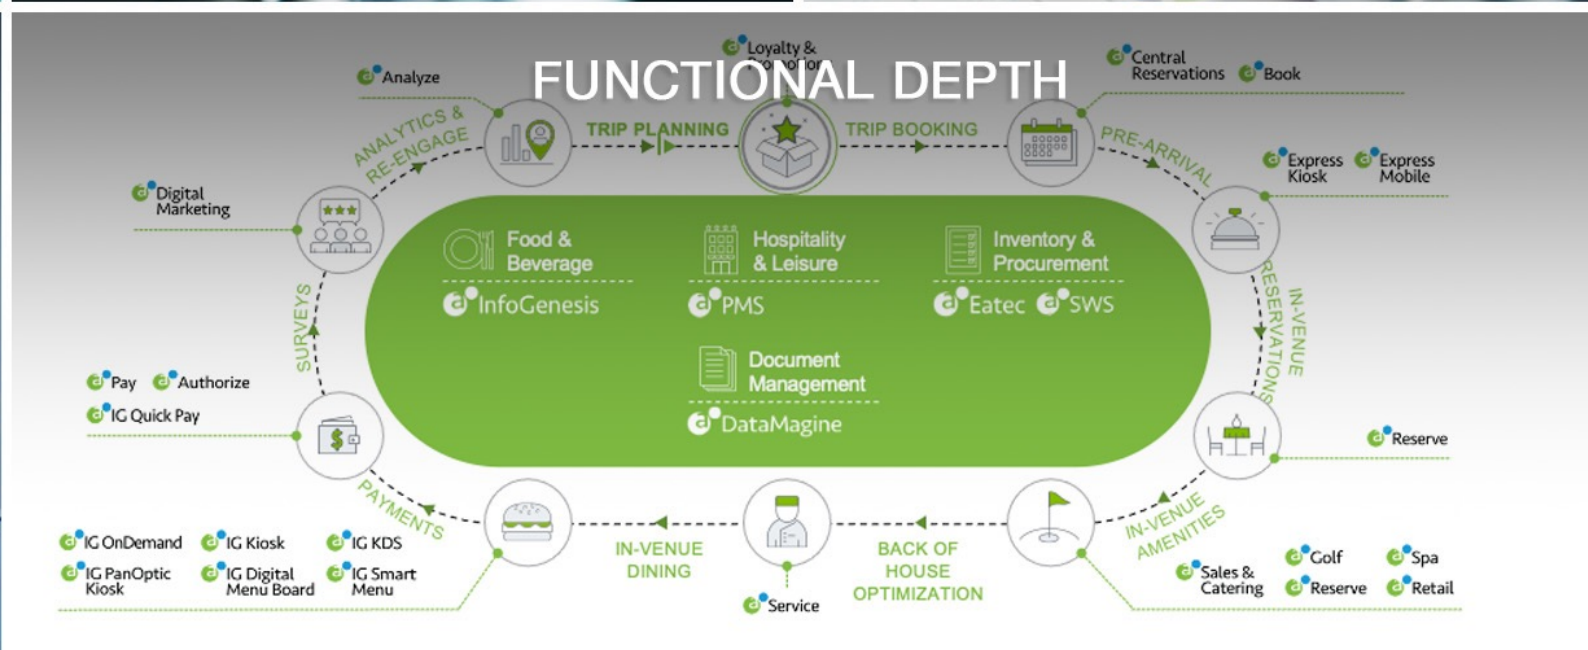 FUNCTIONAL DEPTH
Loyalty &
Promotions
Analyze
Central
Reservations
Book
ANALYTICS &
RE-ENGAGE
TRIP PLANNING
TRIP BOOKING
PRE-ARRIVAL
Express
Kiosk
Express
Mobile
Digital
Marketing
Food &
Beverage
InfoGenesis
Hospitality
& Leisure
PMS
Inventory &
Procurement
Eatec
SWS
Document
Management
DataMagine
SURVEYS
IN-VENUE
RESERVATIONS
Pay
Authorize
IG Quick Pay
Reserve
PAYMENTS
IN-VENUE
DINING
BACK OF
HOUSE
OPTIMIZATION
IN-VENUE
AMENITIES
IG OnDemand
IG Kiosk
IG KDS
IG PanOptic
Kiosk
IG Digital
Menu Board
IG Smart
Menu
Service
Sales &
Catering
Golf
Spa
Reserve
Retail